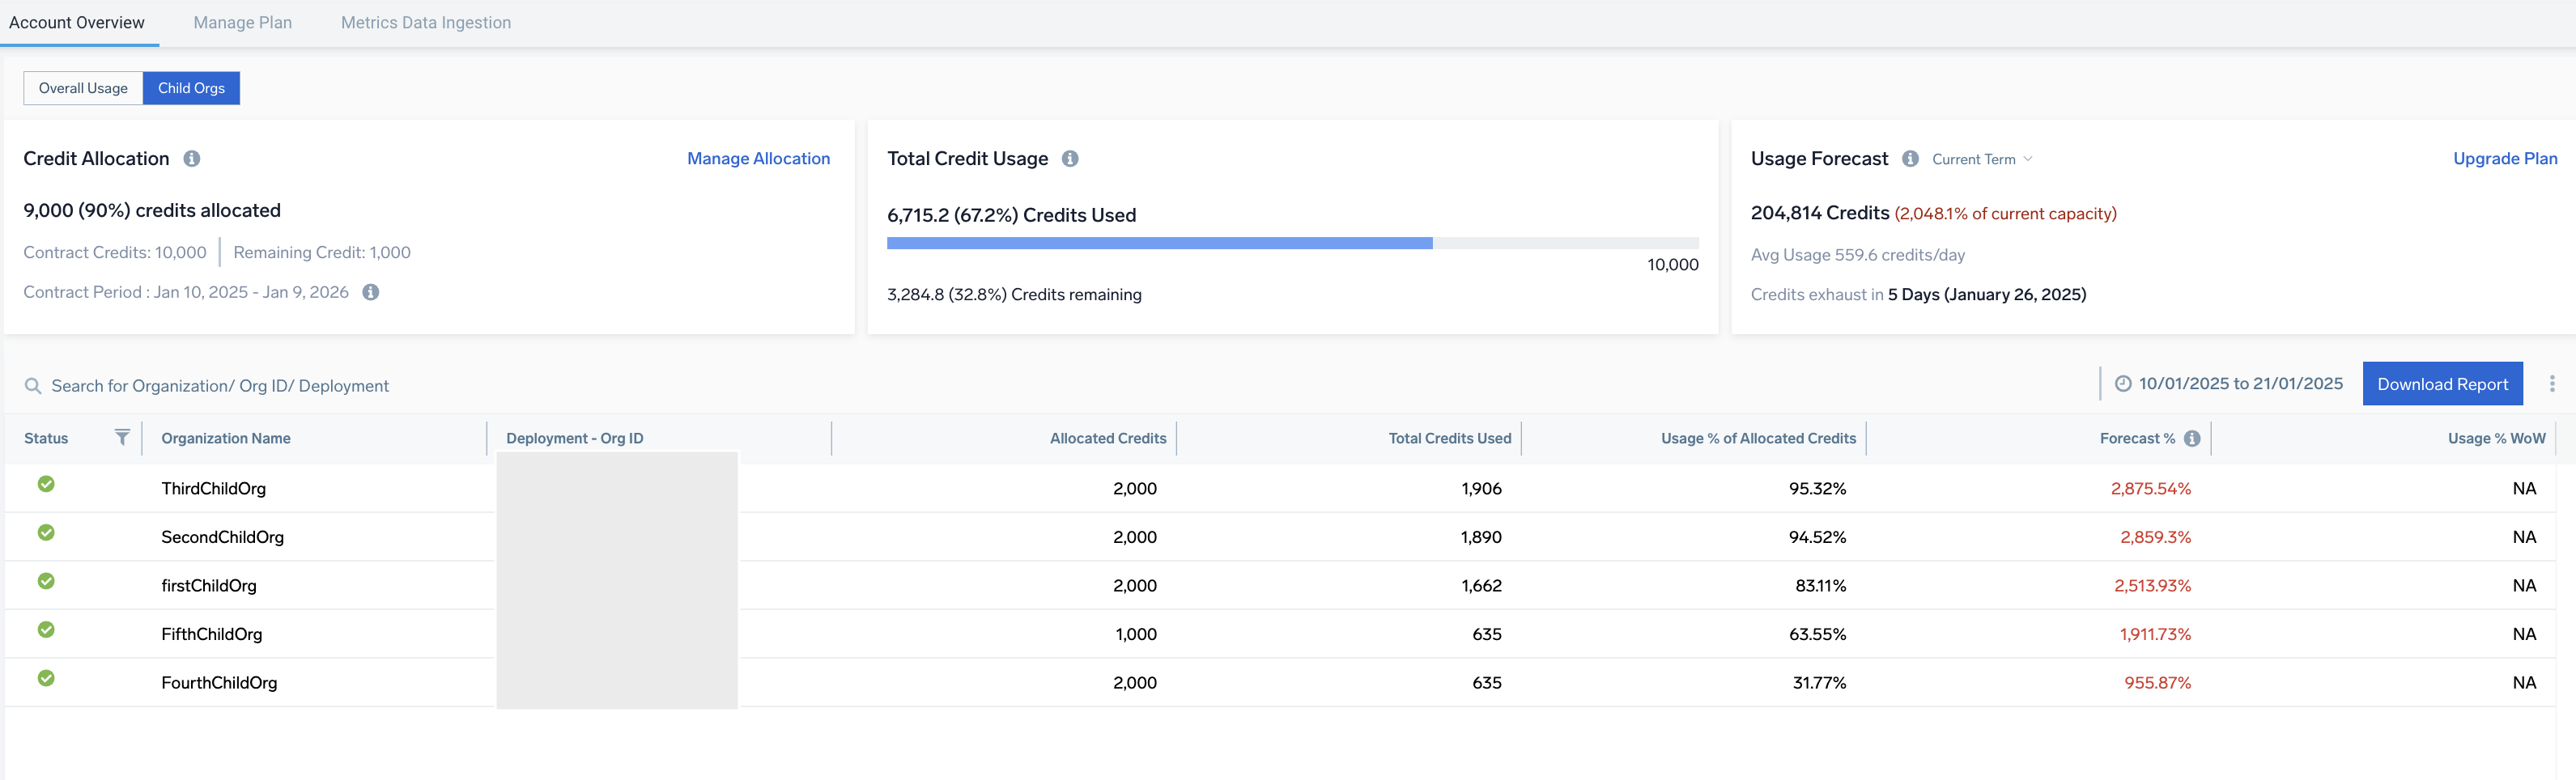 Account Overview Manage Plan Metrics Data Ingestion
Overall Usage Child Orgs
Credit Allocation Manage Allocation
9,000 (90%) credits allocated
Contract Credits: 10,000 Remaining Credit: 1,000
Contract Period : Jan 10, 2025 - Jan 9, 2026
Total Credit Usage
6,715.2 (67.2%) Credits Used
10,000
3,284.8 (32.8%) Credits remaining
Usage Forecast Current Term Upgrade Plan
204,814 Credits (2,048.1% of current capacity)
Avg Usage 559.6 credits/day
Credits exhaust in 5 Days (January 26, 2025)
Search for Organization/ Org ID/ Deployment 10/01/2025 to 21/01/2025 Download Report
Status Organization Name Deployment - Org ID Allocated Credits Total Credits Used Usage % of Allocated Credits Forecast % Usage % WoW
ThirdChildOrg 2,000 1,906 95.32% 2,875.54% NA
SecondChildOrg 2,000 1,890 94.52% 2,859.3% NA
firstChildOrg 2,000 1,662 83.11% 2,513.93% NA
FifthChildOrg 1,000 635 63.55% 1,911.73% NA
FourthChildOrg 2,000 635 31.77% 955.87% NA